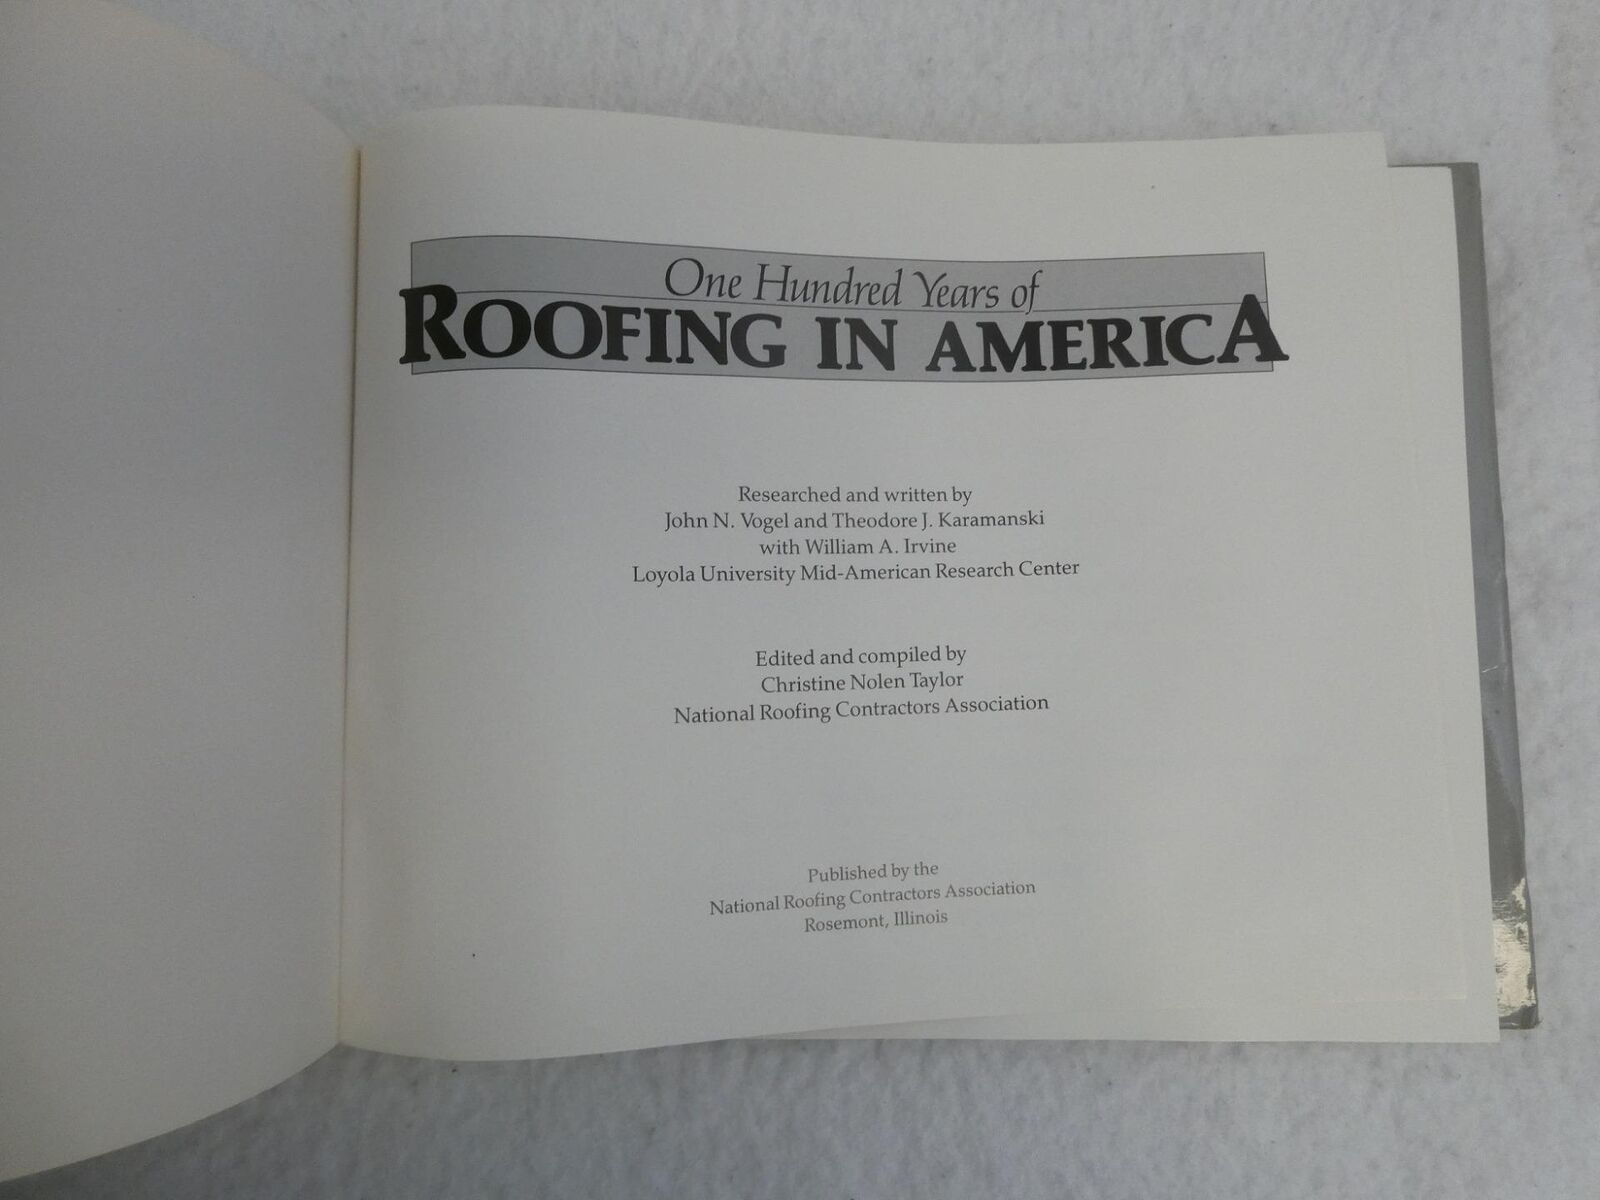 One Hundred Years of
ROOFING IN AMERICA
Researched and written by
John N. Vogel and Theodore J. Karamanski
with William A. Irvine
Loyola University Mid-American Research Center
Edited and compiled by
Christine Nolen Taylor
National Roofing Contractors Association
Published by the
National Roofing Contractors Association
Rosemont, Illinois